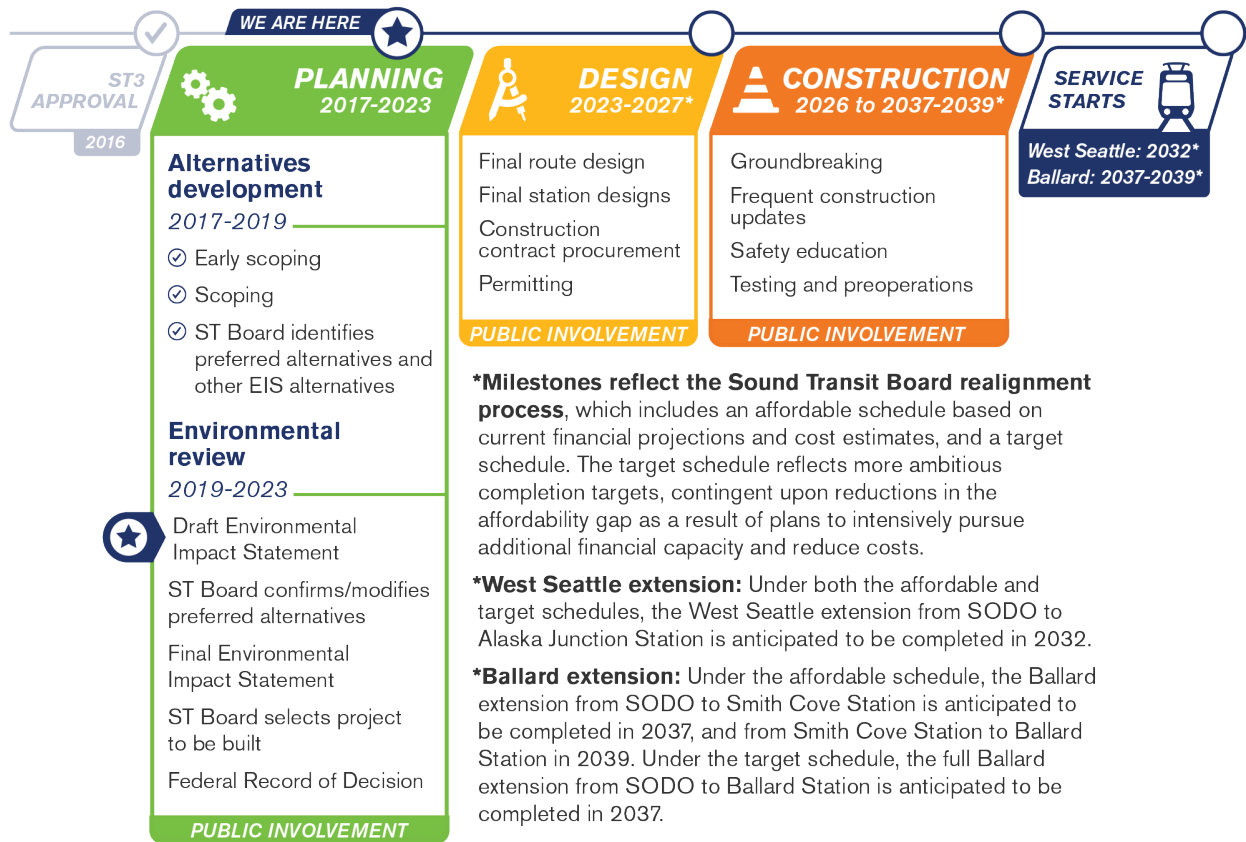 WE ARE HERE
ST3
APPROVAL
2016
PLANNING
2017-2023
Alternatives
development
2017-2019
Early scoping
Scoping
ST Board identifies
preferred alternatives and
other EIS alternatives
Environmental
review
2019-2023
Draft Environmental
Impact Statement
ST Board confirms/modifies
preferred alternatives
Final Environmental
Impact Statement
ST Board selects project
to be built
Federal Record of Decision
PUBLIC INVOLVEMENT
DESIGN
2023-2027*
Final route design
Final station designs
Construction
contract procurement
Permitting
PUBLIC INVOLVEMENT
CONSTRUCTION
2026 to 2037-2039*
Groundbreaking
Frequent construction
updates
Safety education
Testing and preoperations
PUBLIC INVOLVEMENT
SERVICE
STARTS
West Seattle: 2032*
Ballard: 2037-2039*
*Milestones reflect the Sound Transit Board realignment
process, which includes an affordable schedule based on
current financial projections and cost estimates, and a target
schedule. The target schedule reflects more ambitious
completion targets, contingent upon reductions in the
affordability gap as a result of plans to intensively pursue
additional financial capacity and reduce costs.
*West Seattle extension: Under both the affordable and
target schedules, the West Seattle extension from SODO to
Alaska Junction Station is anticipated to be completed in 2032.
*Ballard extension: Under the affordable schedule, the Ballard
extension from SODO to Smith Cove Station is anticipated to
be completed in 2037, and from Smith Cove Station to Ballard
Station in 2039. Under the target schedule, the full Ballard
extension from SODO to Ballard Station is anticipated to be
completed in 2037.